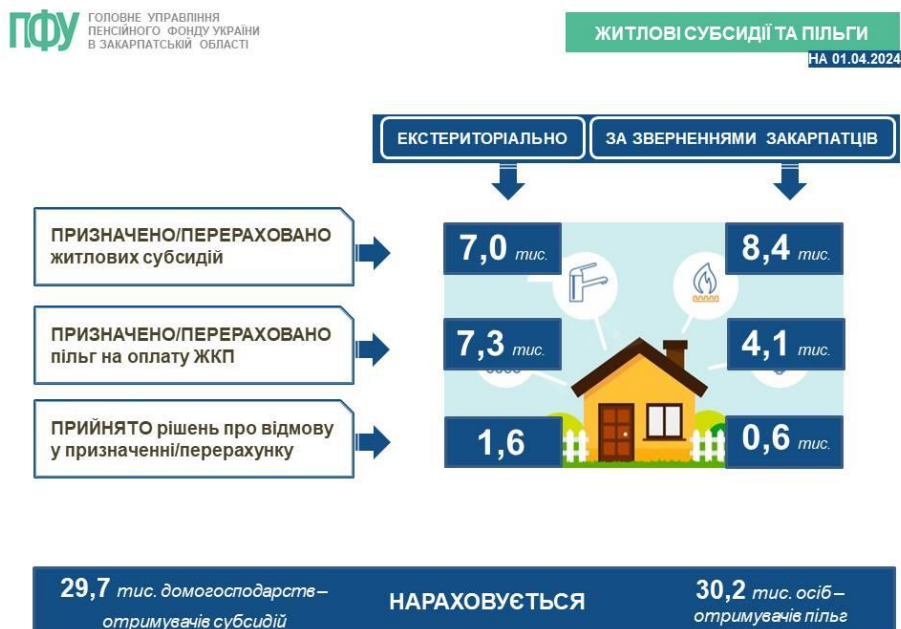 ПФУ
ГОЛОВНЕ УПРАВЛІННЯ
ПЕНСІЙНОГО ФОНДУ УКРАЇНИ
В ЗАКАРПАТСЬКІЙ ОБЛАСТІ
ЖИТЛОВІ СУБСИДІЇ ТА ПІЛЬГИ
НА 01.04.2024
ЕКСТЕРИТОРІАЛЬНО
ЗА ЗВЕРНЕННЯМИ ЗАКАРПАТЦІВ
ПРИЗНАЧЕНО/ПЕРЕРАХОВАНО
житлових субсидій
7,0 тис.
8,4 тис.
ПРИЗНАЧЕНО/ПЕРЕРАХОВАНО
пільг на оплату ЖКП
7,3 тис.
4,1 тис.
ПРИЙНЯТО рішень про відмову
у призначенні/перерахунку
1,6
0,6 тис.
29,7 тис. домогосподарств–
отримувачів субсидій
НАРАХОВУЄТЬСЯ
30,2 тис. осіб –
отримувачів пільг